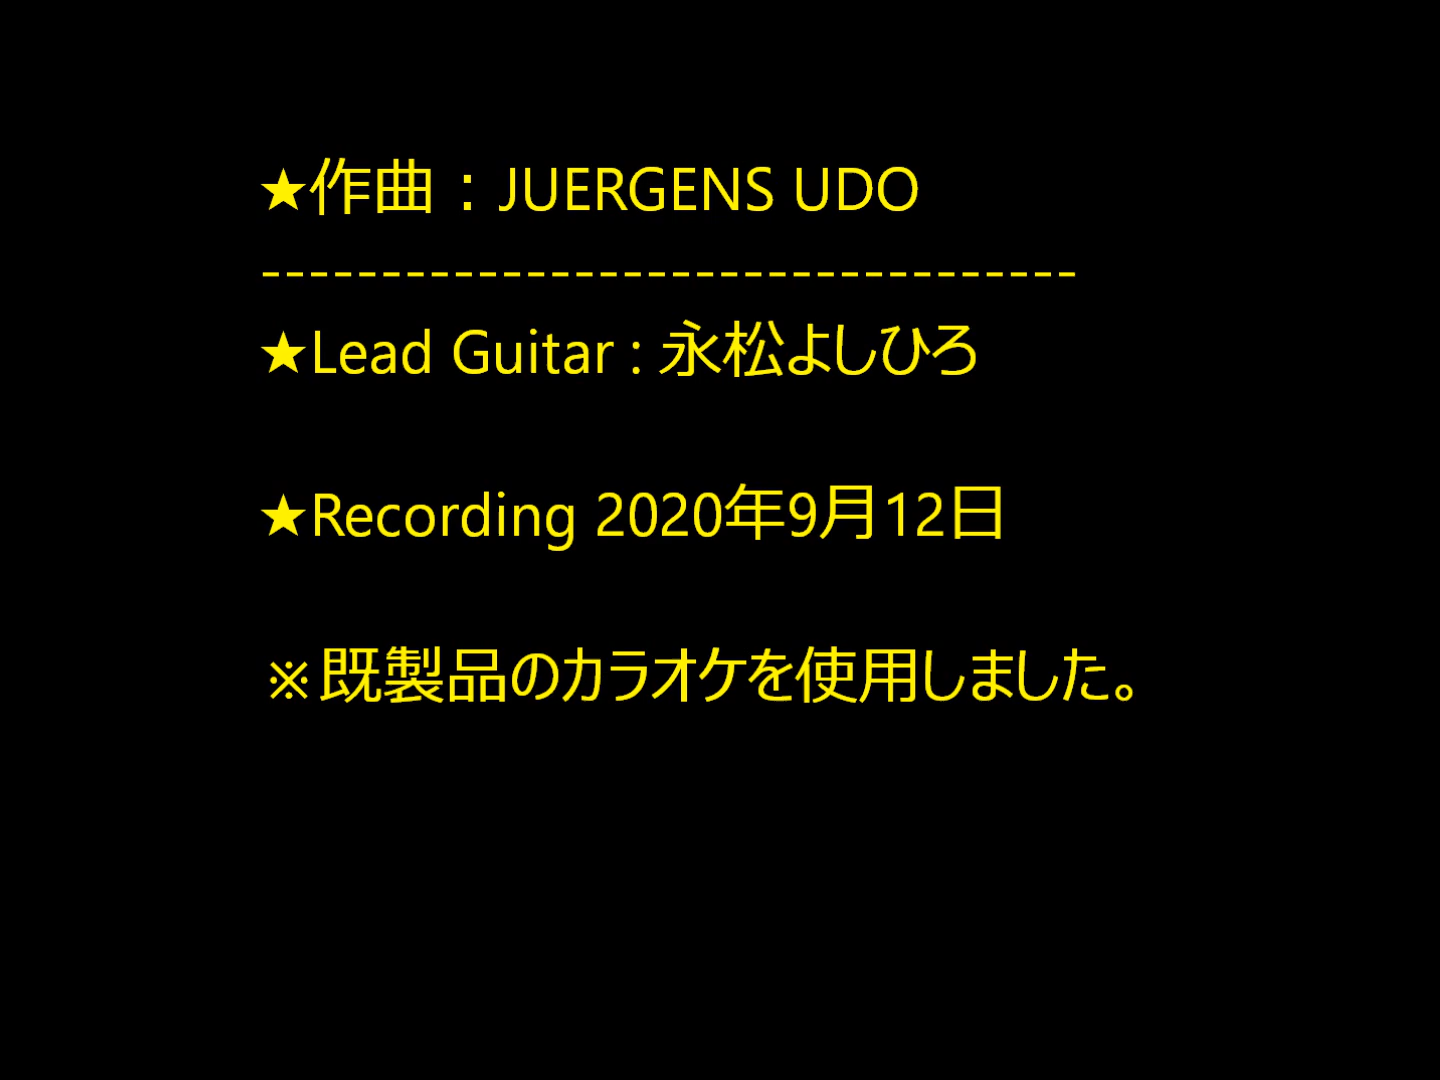 ★作曲：JUERGENS UDO
----------------------------------
★Lead Guitar : 永松よしひろ
★Recording 2020年9月12日
※既製品のカラオケを使用しました。